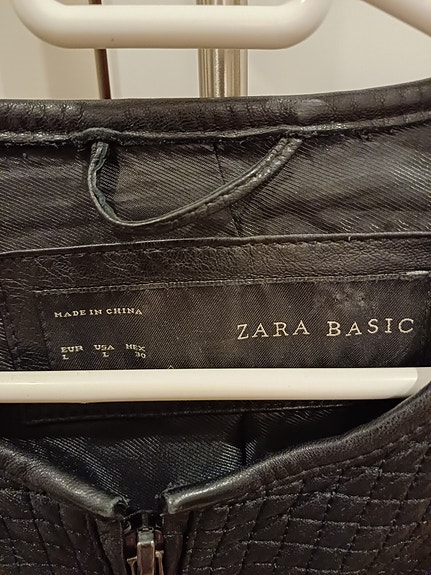 MADE IN CHINA
ZARA BASIC
EUR USA MEX
L L 30